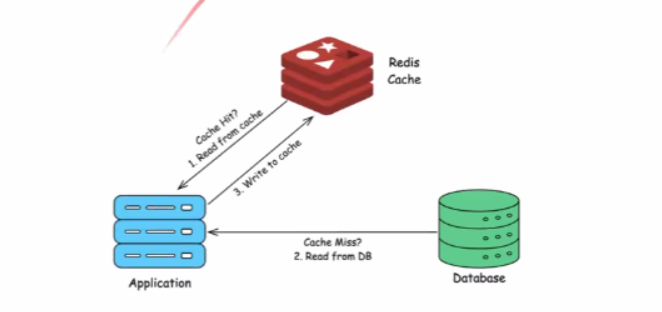 Redis
Cache
Cache Hit?
1. Read from cache
3. Write to cache
Cache Miss?
2. Read from DB
Application
Database